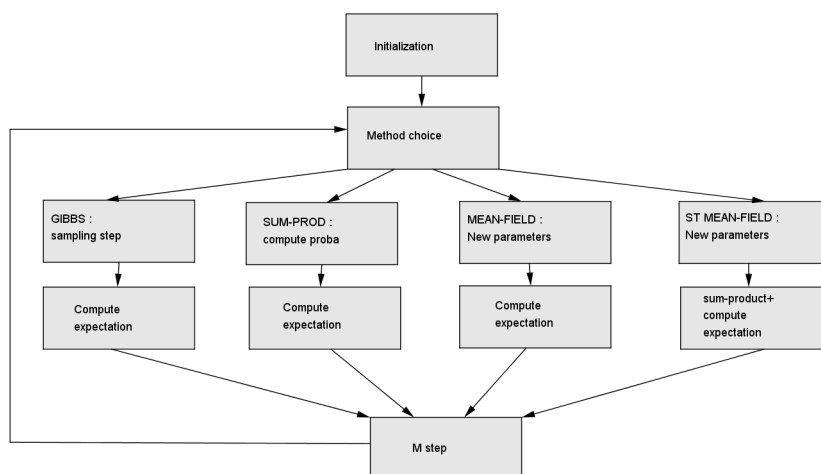 Initialization
Method choice
GIBBS :
sampling step
SUM-PROD :
compute proba
MEAN-FIELD :
New parameters
ST MEAN-FIELD :
New parameters
Compute
expectation
Compute
expectation
Compute
expectation
sum-product+
compute
expectation
M step